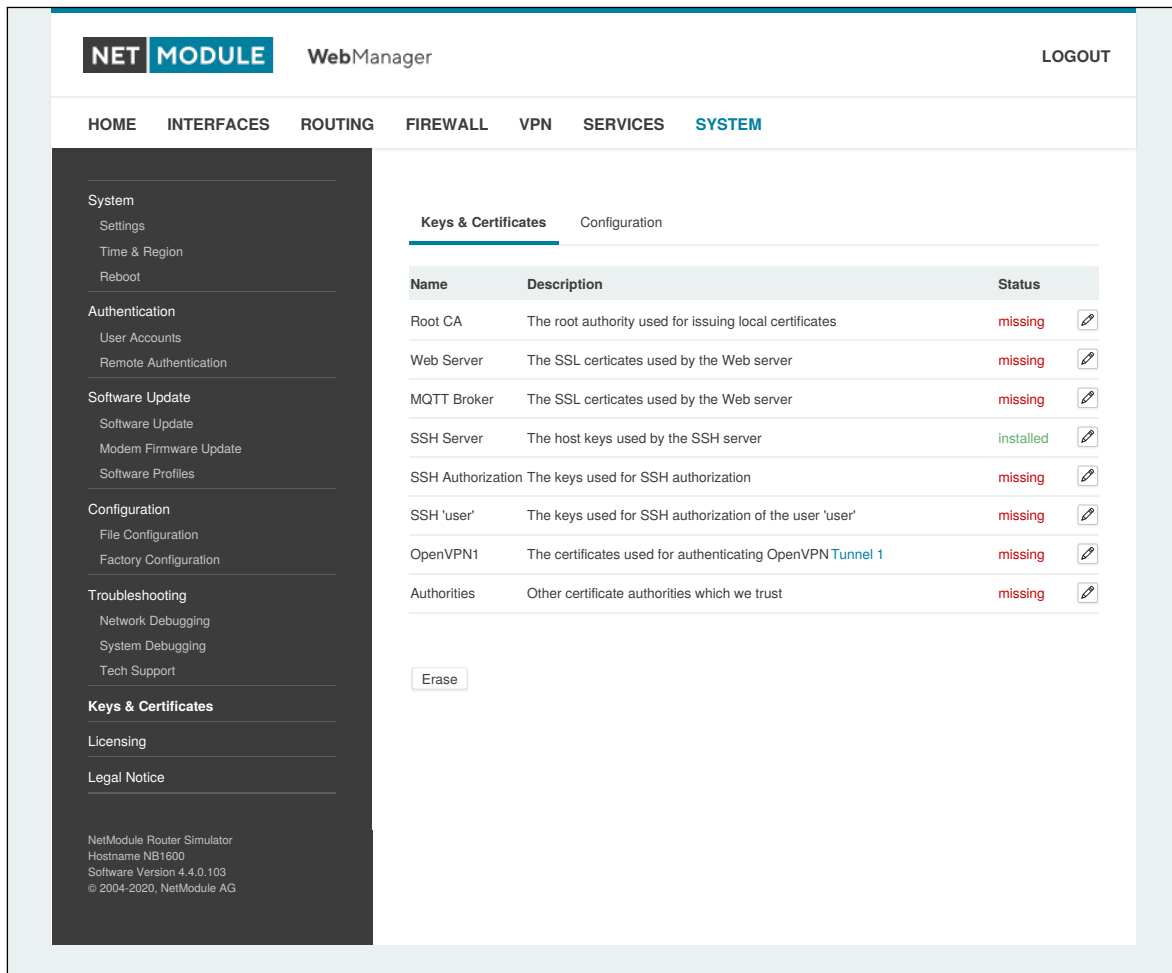 NET MODULE WebManager LOGOUT
HOME INTERFACES ROUTING FIREWALL VPN SERVICES SYSTEM
System
Settings
Time & Region
Reboot
Authentication
User Accounts
Remote Authentication
Software Update
Software Update
Modem Firmware Update
Software Profiles
Configuration
File Configuration
Factory Configuration
Troubleshooting
Network Debugging
System Debugging
Tech Support
Keys & Certificates
Licensing
Legal Notice
NetModule Router Simulator
Hostname NB1600
Software Version 4.4.0.103
© 2004-2020, NetModule AG
Keys & Certificates Configuration
Name Description Status
Root CA The root authority used for issuing local certificates missing
Web Server The SSL certicates used by the Web server missing
MQTT Broker The SSL certicates used by the Web server missing
SSH Server The host keys used by the SSH server installed
SSH Authorization The keys used for SSH authorization missing
SSH 'user' The keys used for SSH authorization of the user 'user' missing
OpenVPN1 The certificates used for authenticating OpenVPN Tunnel 1 missing
Authorities Other certificate authorities which we trust missing
Erase